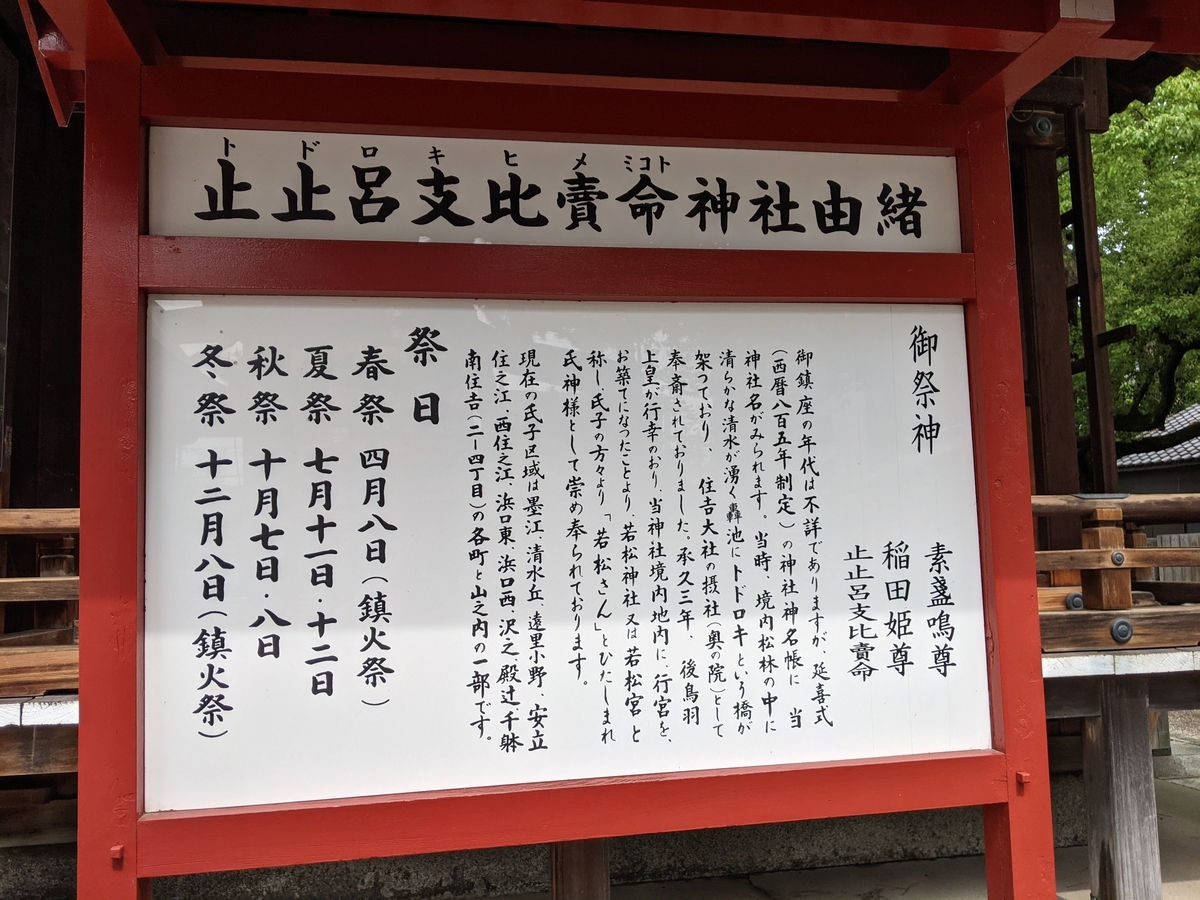 トドロキヒメミコト
止止呂支比賣命神社由緒
御祭神
素盞嗚尊
稲田姫尊
止止呂支比賣命
御鎮座の年代は不詳でありますが、延喜式
(西暦八百五年制定)の神社神名帳に 当
神社名がみられます。当時、境内松林の中に
清らかな清水が湧く轟池にトドロキという橋が
架つており、 住吉大社の摂社(奥の院)として
奉斎されておりました。承久三年、 後鳥羽
上皇が行幸のおり、当神社境内地内に、行宮を、
お築てになつたことより、若松神社又は若松宮と
称し、氏子の方々より、「若松さん」とひたしまれ
氏神様として崇め奉られております。
現在の氏子区域は墨江、清水丘、遠里小野、安立
住之江、西住之江、浜口東、浜口西、沢之、殿辻、千躰
南住吉(二ー四丁目)の各町と山之内の一部です。
祭日
春祭 四月八日(鎮火祭)
夏祭 七月十一日・十二日
秋祭 十月七日・八日
冬祭 十二月八日(鎮火祭)